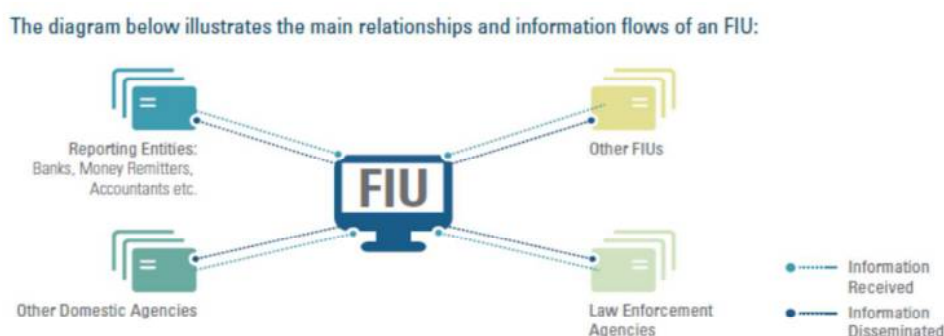 The diagram below illustrates the main relationships and information flows of an FIU:
Reporting Entities:
Banks, Money Remitters,
Accountants etc.
Other FIUs
FIU
Other Domestic Agencies
Law Enforcement
Agencies
Information
Received
Information
Disseminated